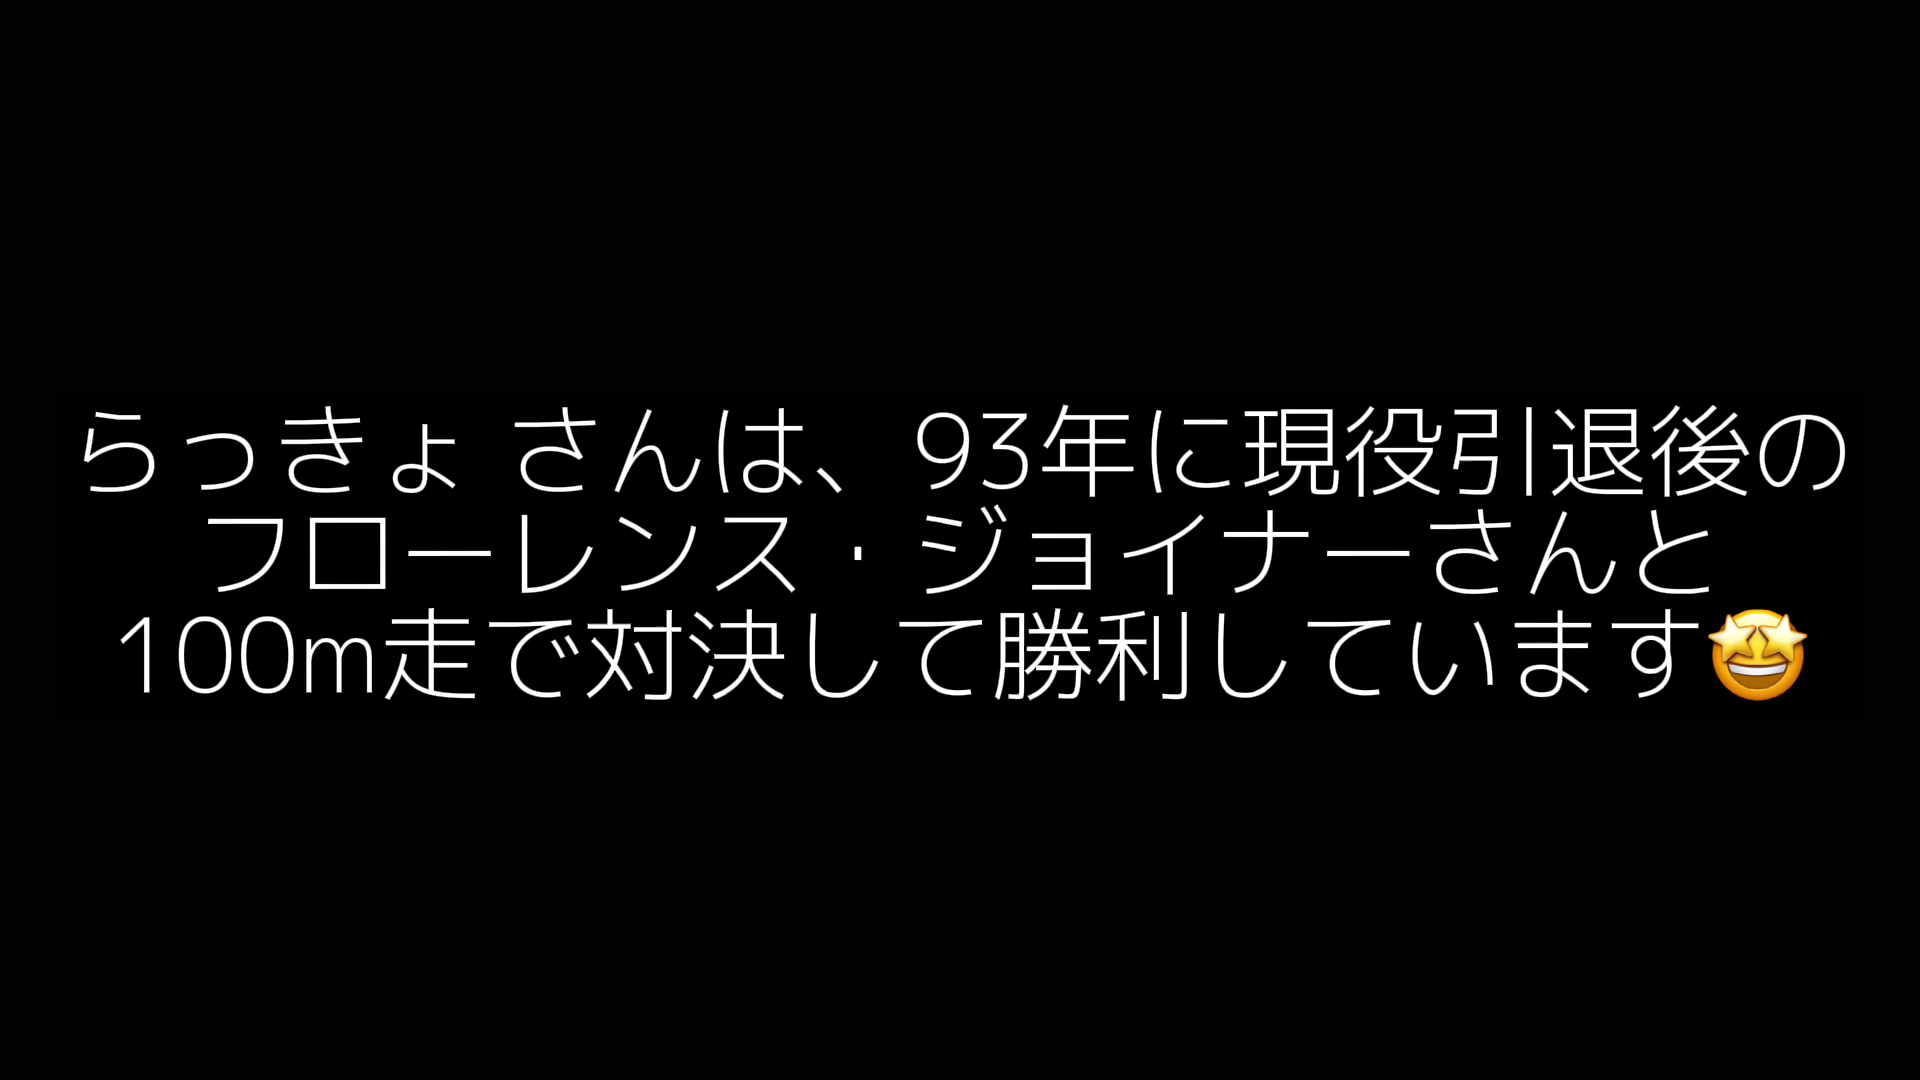 らっきょ さんは、93年に現役引退後の
フローレンス・ジョイナーさんと
100m走で対決して勝利しています🤩